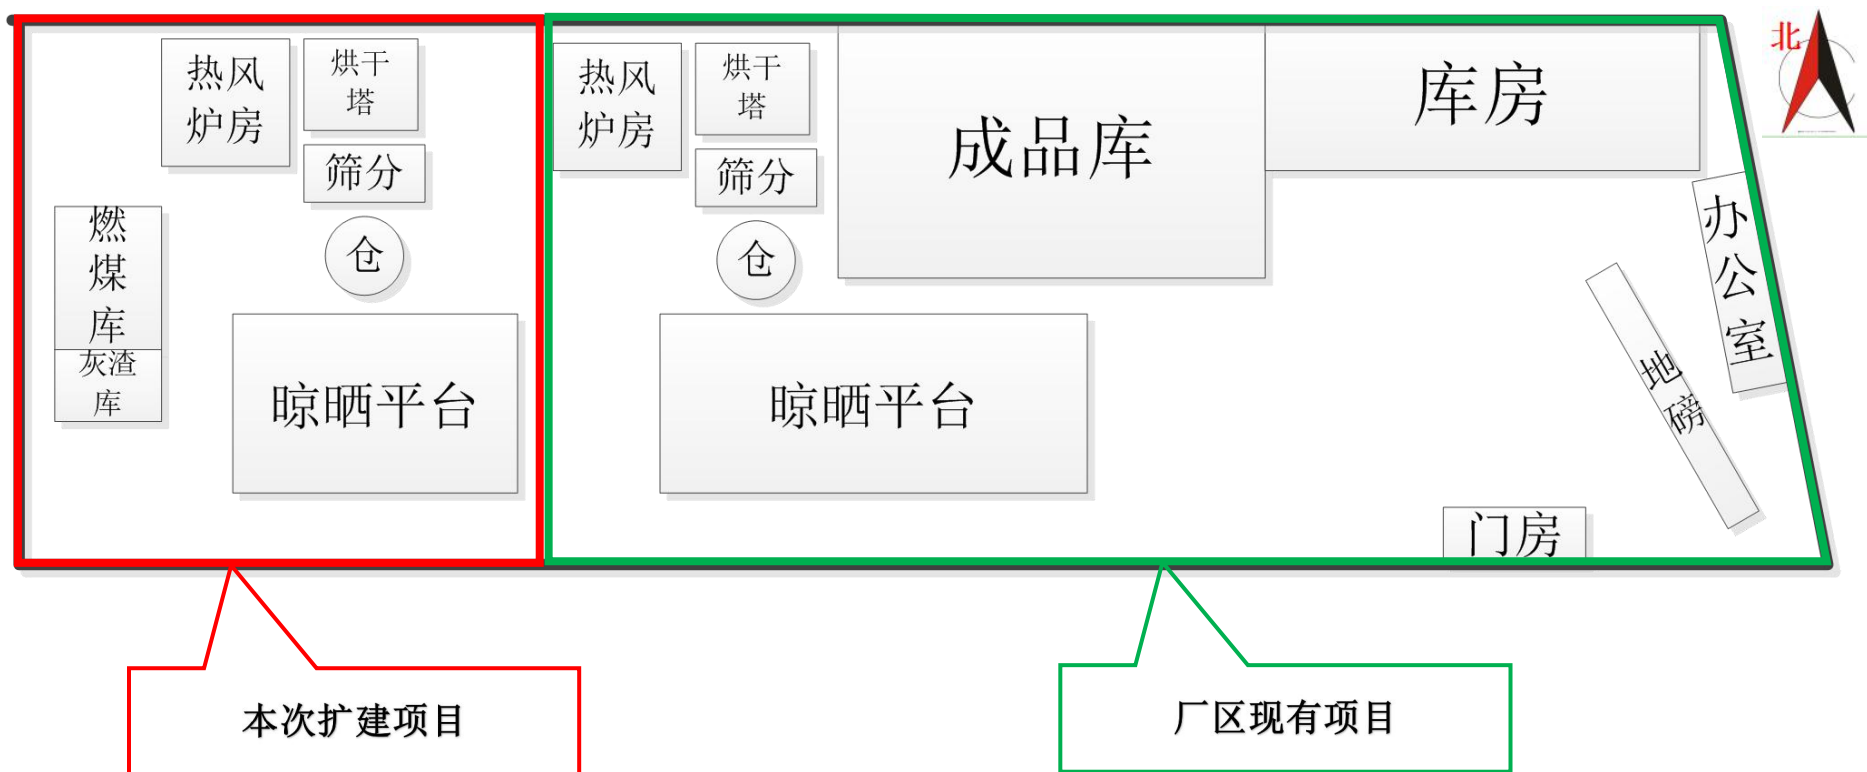 北
热风
炉房
烘干
塔
筛分
仓
燃
煤
库
灰渣
库
晾晒平台
热风
炉房
烘干
塔
筛分
仓
成品库
库房
晾晒平台
办
公
室
地
磅
门房
本次扩建项目
厂区现有项目